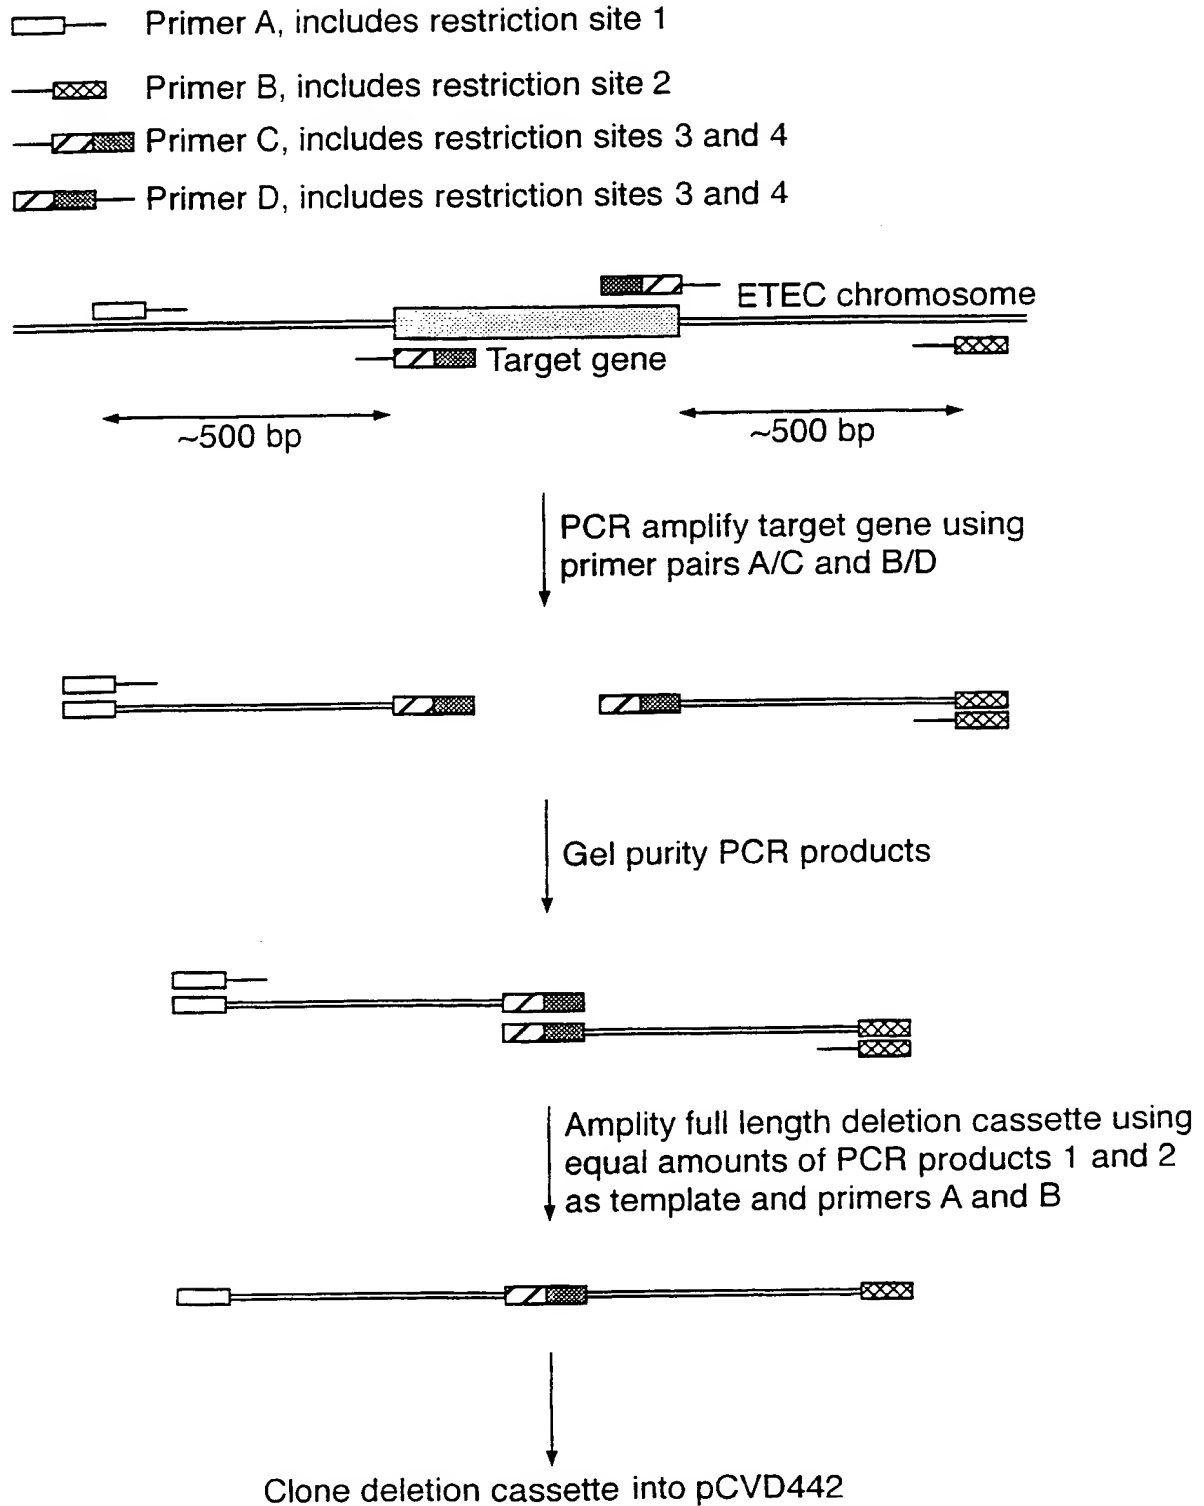 Primer A, includes restriction site 1
Primer B, includes restriction site 2
Primer C, includes restriction sites 3 and 4
Primer D, includes restriction sites 3 and 4
ETEC chromosome
Target gene
~500 bp
~500 bp
PCR amplify target gene using
primer pairs A/C and B/D
Gel purity PCR products
Amplity full length deletion cassette using
equal amounts of PCR products 1 and 2
as template and primers A and B
Clone deletion cassette into pCVD442